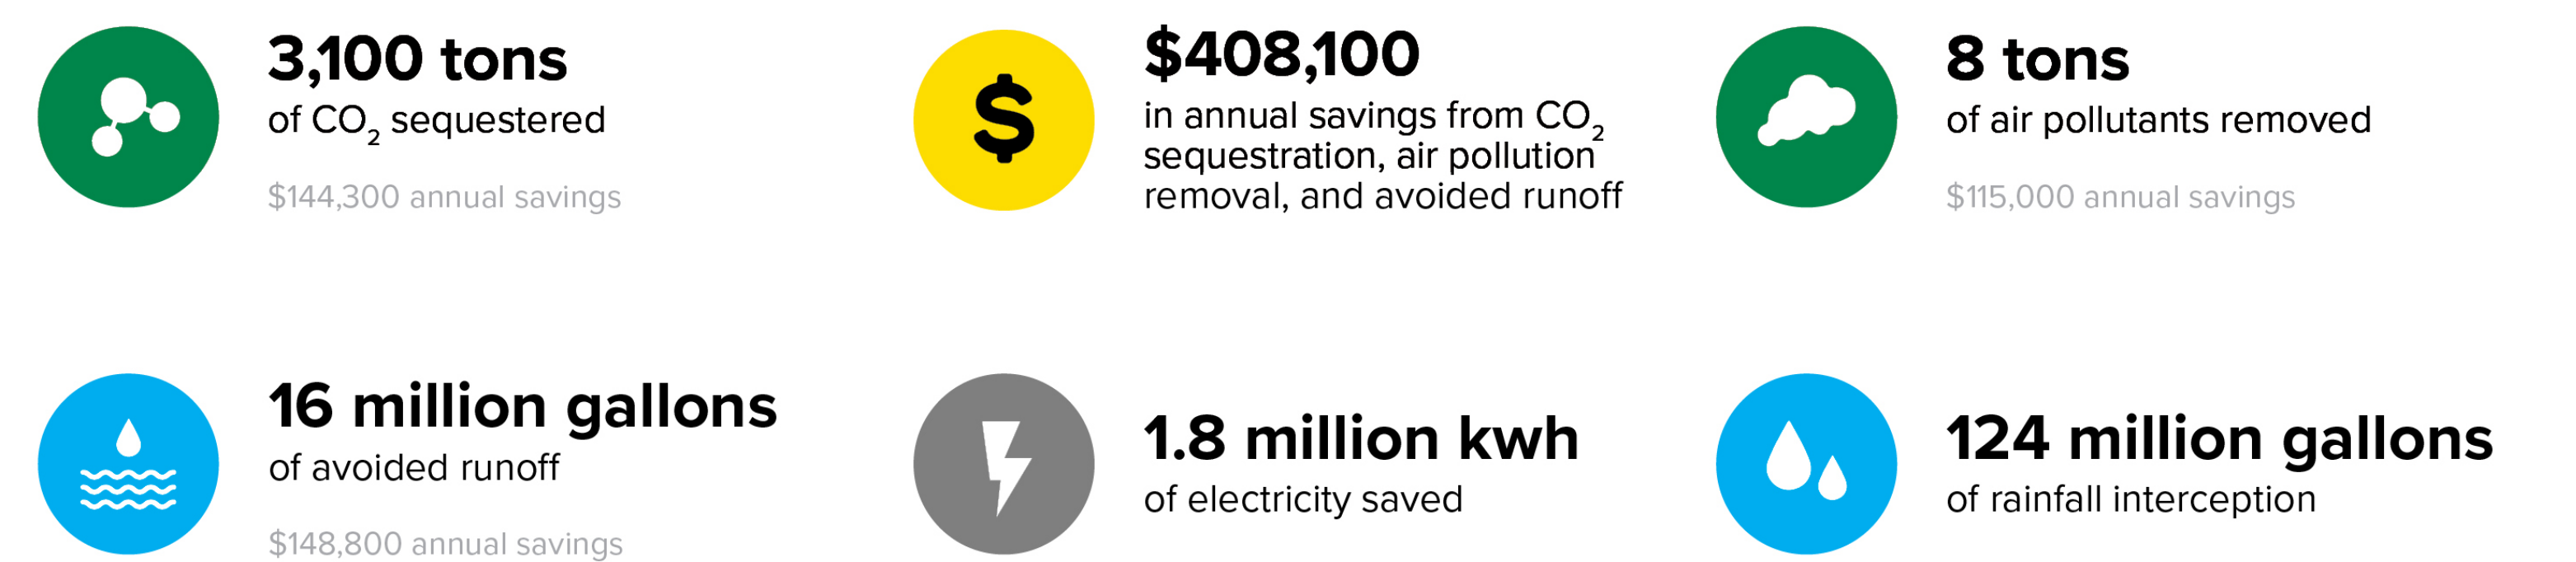 3,100 tons
of CO₂ sequestered
$144,300 annual savings
$408,100
in annual savings from CO₂
sequestration, air pollution
removal, and avoided runoff
8 tons
of air pollutants removed
$115,000 annual savings
16 million gallons
of avoided runoff
$148,800 annual savings
1.8 million kwh
of electricity saved
124 million gallons
of rainfall interception